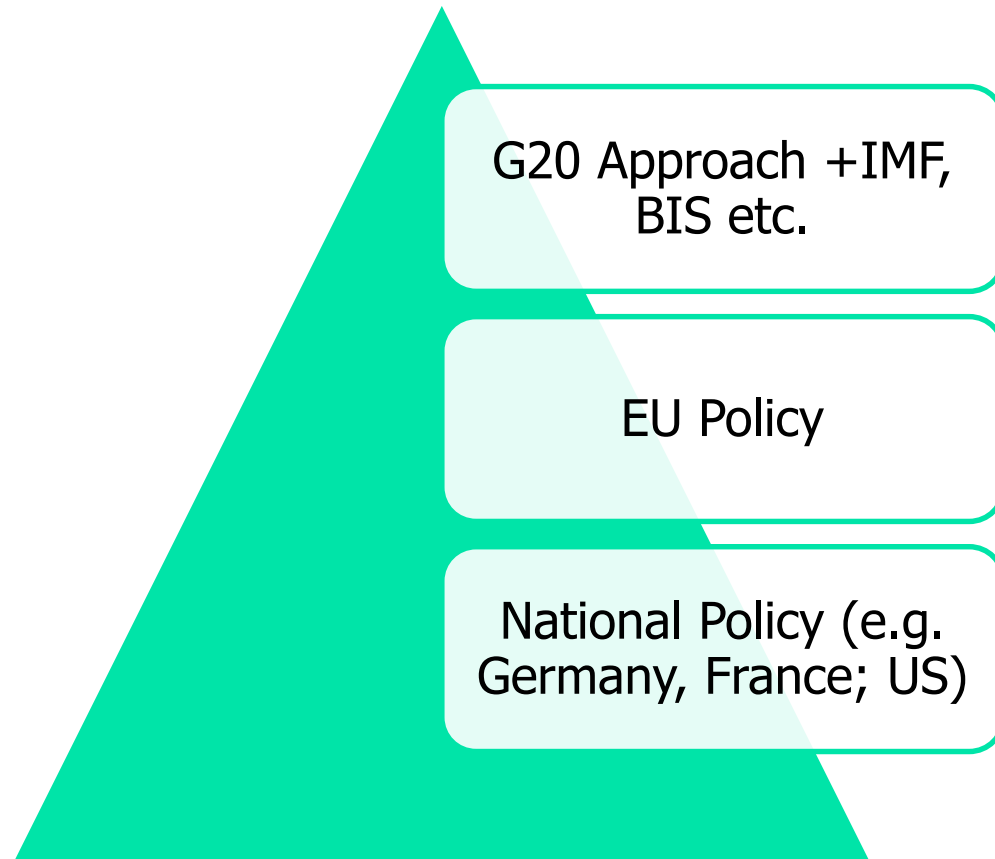 G20 Approach +IMF,
BIS etc.
EU Policy
National Policy (e.g.
Germany, France; US)